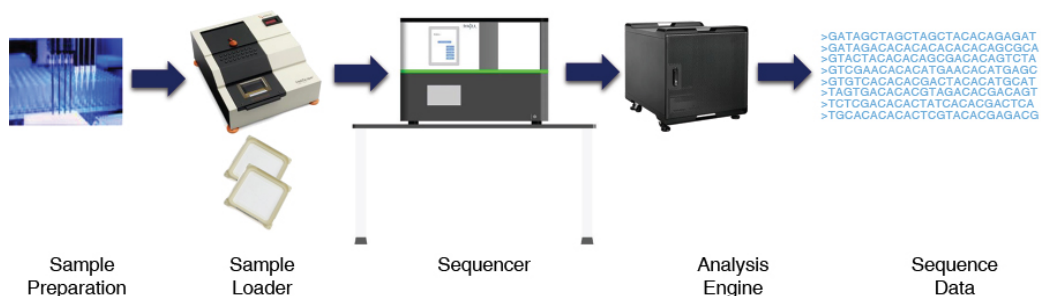 >GATAGCTAGCTAGCTACACAGAGAT
>GATAGACACACACACACACAGCGCA
>GTACTACACACAGCGACACAGTCTA
>GTCGAACACACATGAACACATGAGC
>GTGTCACACACGACTACACATGCAT
>TAGTGACACACGTAGACACGACAGT
>TCTCGACACACTATCACACGACTCA
>TGCACACACACTCGTACACGAGACG
Sample
Preparation
Sample
Loader
Sequencer
Analysis
Engine
Sequence
Data